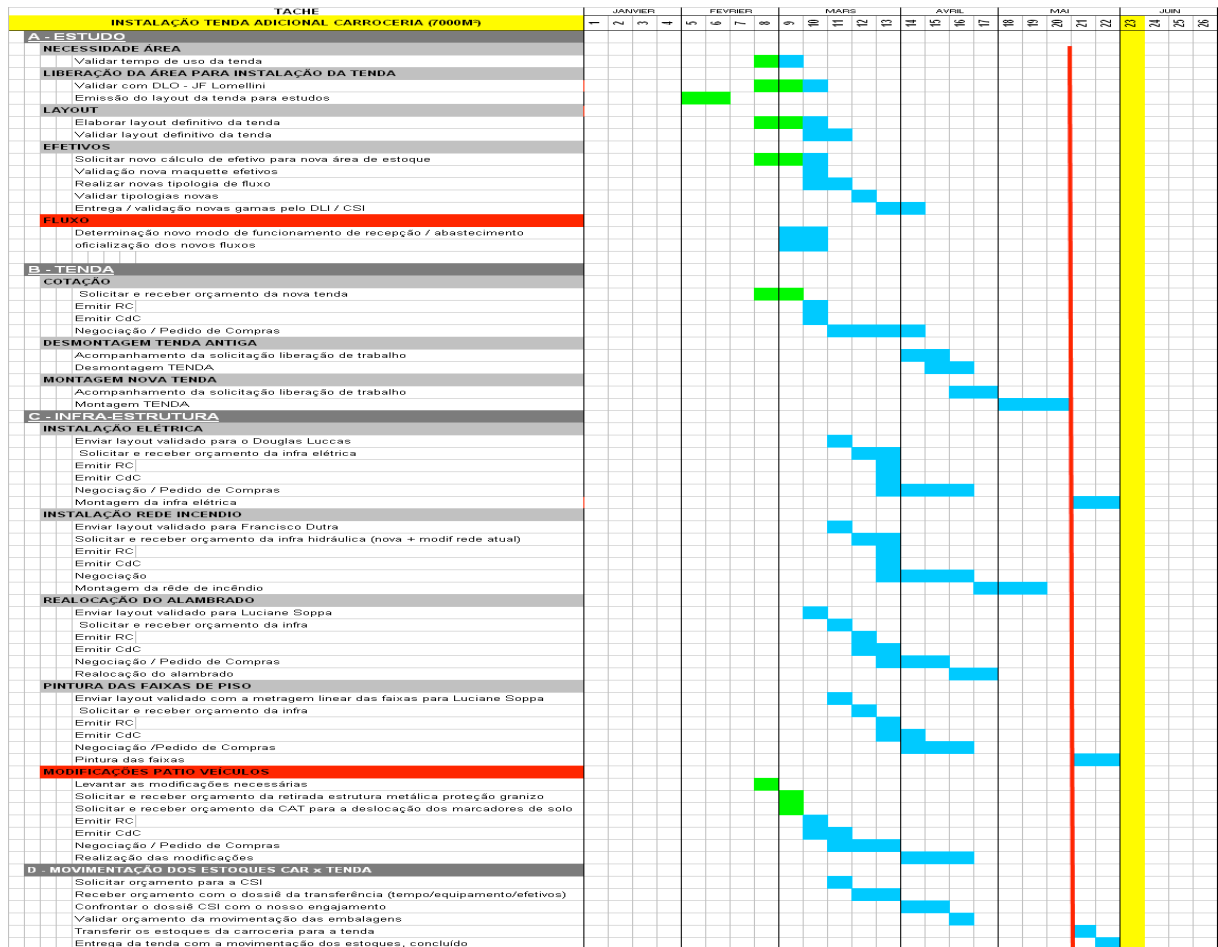 TACHE
JANVIER FEVRIER MARS AVRIL MAI JUIN
INSTALAÇÃO TENDA ADICIONAL CARROCERIA (7000M²)
1 2 3 4 5 6 7 8 9 10 11 12 13 14 15 16 17 18 19 20 21 22 23 24 25 26
A - ESTUDO
NECESSIDADE ÁREA
Validar tempo de uso da tenda
LIBERAÇÃO DA ÁREA PARA INSTALAÇÃO DA TENDA
Validar com DLO - JF Lomellini
Emissão do layout da tenda para estudos
LAYOUT
Elaborar layout definitivo da tenda
Validar layout definitivo da tenda
EFETIVOS
Solicitar novo cálculo de efetivo para nova área de estoque
Validação nova maquette efetivos
Realizar novas tipologia de fluxo
Validar tipologias novas
Entrega / validação novas gamas pelo DLI / CSI
FLUXO
Determinação novo modo de funcionamento de recepção / abastecimento
oficialização dos novos fluxos
B - TENDA
COTAÇÃO
Solicitar e receber orçamento da nova tenda
Emitir RC
Emitir CdC
Negociação / Pedido de Compras
DESMONTAGEM TENDA ANTIGA
Acompanhamento da solicitação liberação de trabalho
Desmontagem TENDA
MONTAGEM NOVA TENDA
Acompanhamento da solicitação liberação de trabalho
Montagem TENDA
C - INFRA-ESTRUTURA
INSTALAÇÃO ELÉTRICA
Enviar layout validado para o Douglas Luccas
Solicitar e receber orçamento da infra elétrica
Emitir RC
Emitir CdC
Negociação / Pedido de Compras
Montagem da infra elétrica
INSTALAÇÃO REDE INCENDIO
Enviar layout validado para Francisco Dutra
Solicitar e receber orçamento da infra hidráulica (nova + modif rede atual)
Emitir RC
Emitir CdC
Negociação
Montagem da rêde de incêndio
REALOCAÇÃO DO ALAMBRADO
Enviar layout validado para Luciane Soppa
Solicitar e receber orçamento da infra
Emitir RC
Emitir CdC
Negociação / Pedido de Compras
Realocação do alambrado
PINTURA DAS FAIXAS DE PISO
Enviar layout validado com a metragem linear das faixas para Luciane Soppa
Solicitar e receber orçamento da infra
Emitir RC
Emitir CdC
Negociação /Pedido de Compras
Pintura das faixas
MODIFICAÇÕES PATIO VEÍCULOS
Levantar as modificações necessárias
Solicitar e receber orçamento da retirada estrutura metálica proteção granizo
Solicitar e receber orçamento da CAT para a deslocação dos marcadores de solo
Emitir RC
Emitir CdC
Negociação / Pedido de Compras
Realização das modificações
D - MOVIMENTAÇÃO DOS ESTOQUES CAR x TENDA
Solicitar orçamento para a CSI
Receber orçamento com o dossiê da transferência (tempo/equipamento/efetivos)
Confrontar o dossiê CSI com o nosso engajamento
Validar orçamento da movimentação das embalagens
Transferir os estoques da carroceria para a tenda
Entrega da tenda com a movimentação dos estoques, concluído